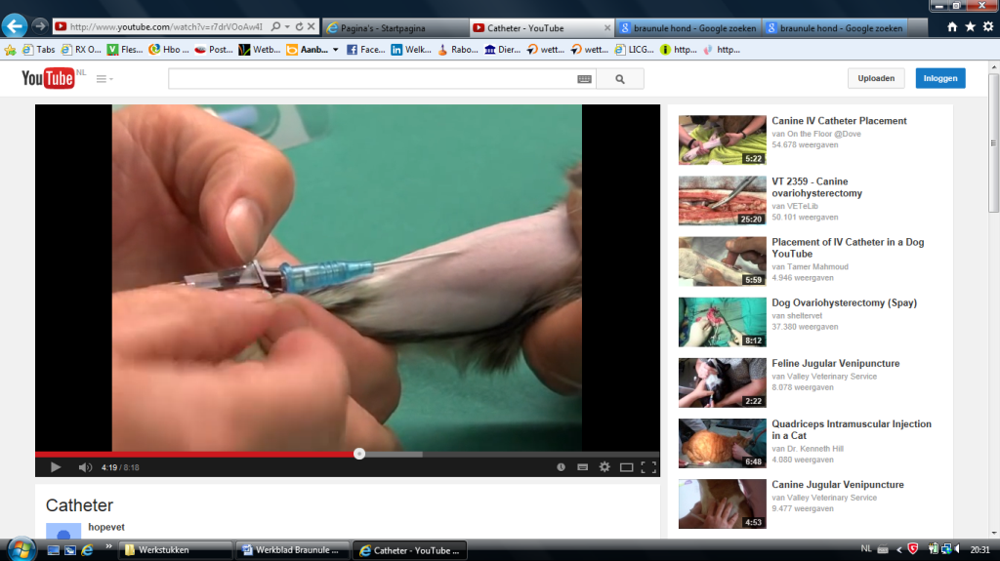 http://www.youtube.com/watch?v=r7drVOoAw4I
Pagina's - Startpagina
Catheter - YouTube
braunule hond - Google zoeken
braunule hond - Google zoeken
Tabs
RX O...
Fles...
Hbo ...
Post...
Wetb...
Aanb...
Face...
Welk...
Rabo...
Dier...
wett...
wett...
LICG...
http...
http...
YouTube NL
Uploaden
Inloggen
Canine IV Catheter Placement
van On the Floor @Dove
54.678 weergaven
5:22
VT 2359 - Canine
ovariohysterectomy
van VETeLib
50.101 weergaven
25:20
Placement of IV Catheter in a Dog
YouTube
van Tamer Mahmoud
4.946 weergaven
5:59
Dog Ovariohysterectomy (Spay)
van sheltervet
37.380 weergaven
8:12
Feline Jugular Venipuncture
van Valley Veterinary Service
8.078 weergaven
2:22
Quadriceps Intramuscular Injection
in a Cat
van Dr. Kenneth Hill
4.080 weergaven
6:48
Canine Jugular Venipuncture
van Valley Veterinary Service
9.477 weergaven
4:53
4:19 / 8:18
Catheter
hopevet
Werkstukken
Werkblad Braunule ...
Catheter - YouTube ...
NL
20:31